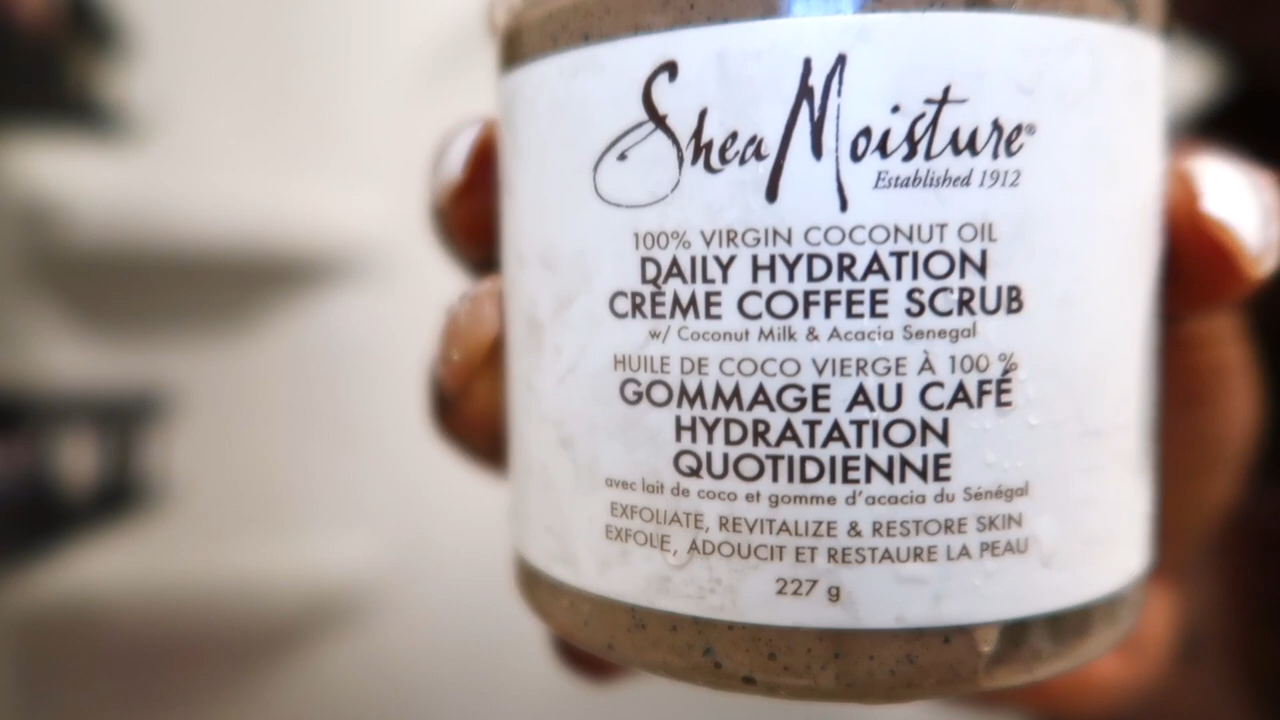 SheaMoisture®
Established 1912
100% VIRGIN COCONUT OIL
DAILY HYDRATION
CRÈME COFFEE SCRUB
w/ Coconut Milk & Acacia Senegal
HUILE DE COCO VIERGE À 100 %
GOMMAGE AU CAFÉ
HYDRATATION
QUOTIDIENNE
avec lait de coco et gomme d'acacia du Sénégal
EXFOLIATE, REVITALIZE & RESTORE SKIN
EXFOLIE, ADOUCIT ET RESTAURE LA PEAU
227 g